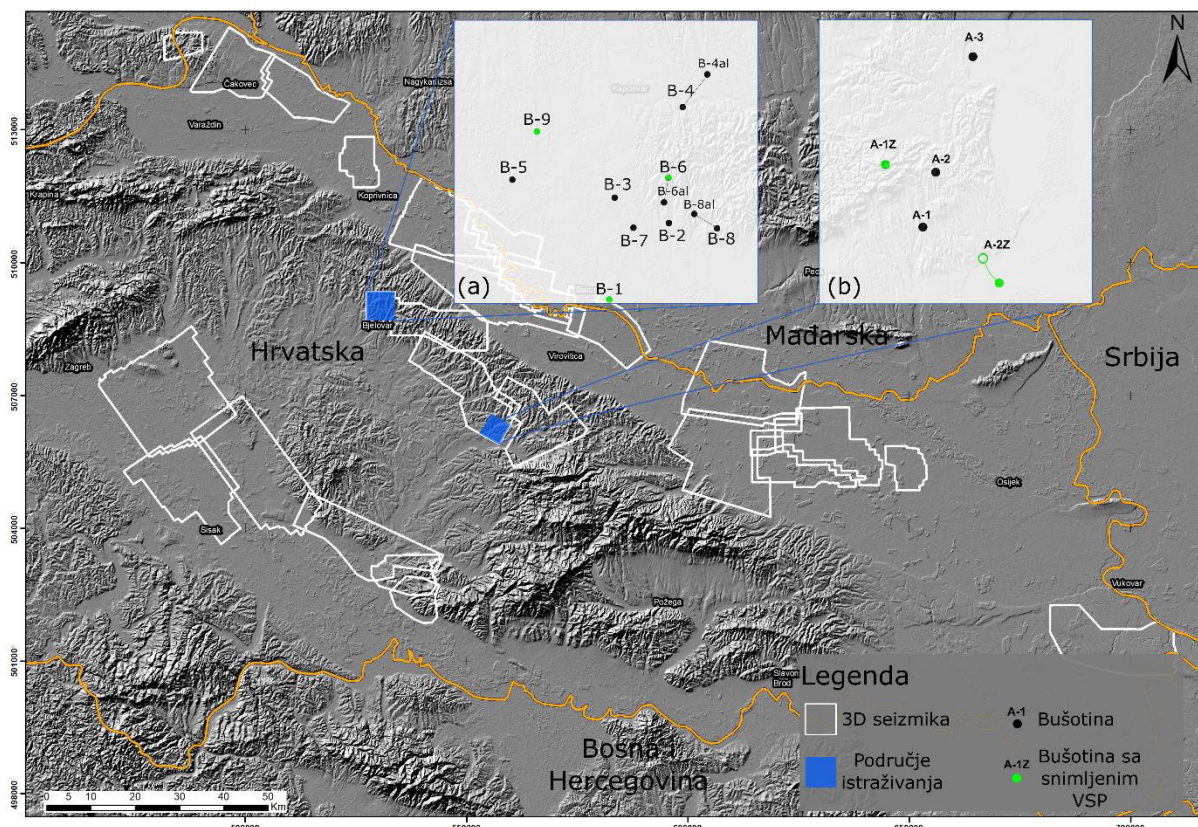 N
Čakovec
Varaždin
Krapina
Koprivnica
Nagykanizsa
Kaposvar
B-4al
B-4
B-9
B-5
B-6
B-3
B-6al
B-8al
B-7
B-2
B-8
B-1
(a)
A-3
A-1Z
A-2
A-1
A-2Z
(b)
Bjelovar
Hrvatska
Zagreb
Virovitica
Mađarska
Srbija
Osijek
Sisak
Požega
Vukovar
Slavon
Brod
Bosna i
Hercegovina
Legenda
3D seizmika
A-1
Bušotina
Područje
istraživanja
A-1Z
Bušotina sa
snimljenim
VSP
0 5 10 20 30 40 50
Km
513000
510000
507000
504000
501000
498000